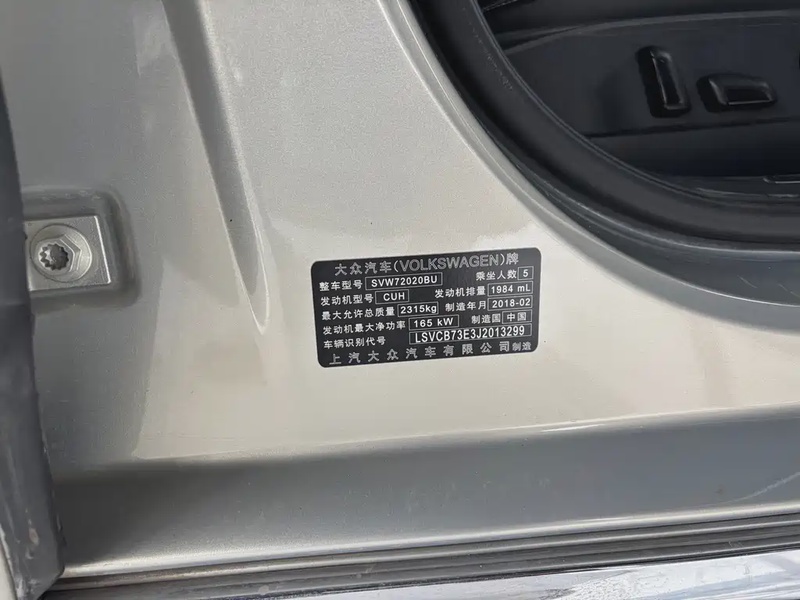 大众汽车(VOLKSWAGEN)牌
整车型号 SVW72020BU 乘坐人数 5
发动机型号 CUH 发动机排量 1984 mL
最大允许总质量 2315kg 制造年月 2018-02
发动机最大净功率 165 kW 制造国 中国
车辆识别代号 LSVCB73E3J2013299
上汽大众汽车有限公司 制造